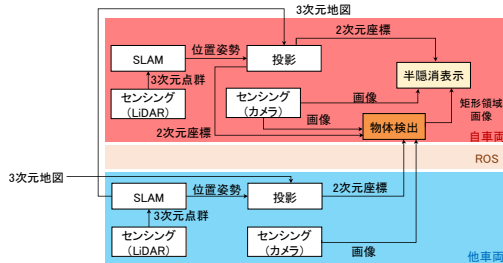 3次元地図
2次元座標
SLAM
位置姿勢
投影
半隠消表示
3次元点群
センシング
(LiDAR)
センシング
(カメラ)
画像
矩形領域
画像
画像
物体検出
2次元座標
自車両
ROS
3次元地図
SLAM
位置姿勢
投影
2次元座標
3次元点群
センシング
(LiDAR)
センシング
(カメラ)
画像
他車両